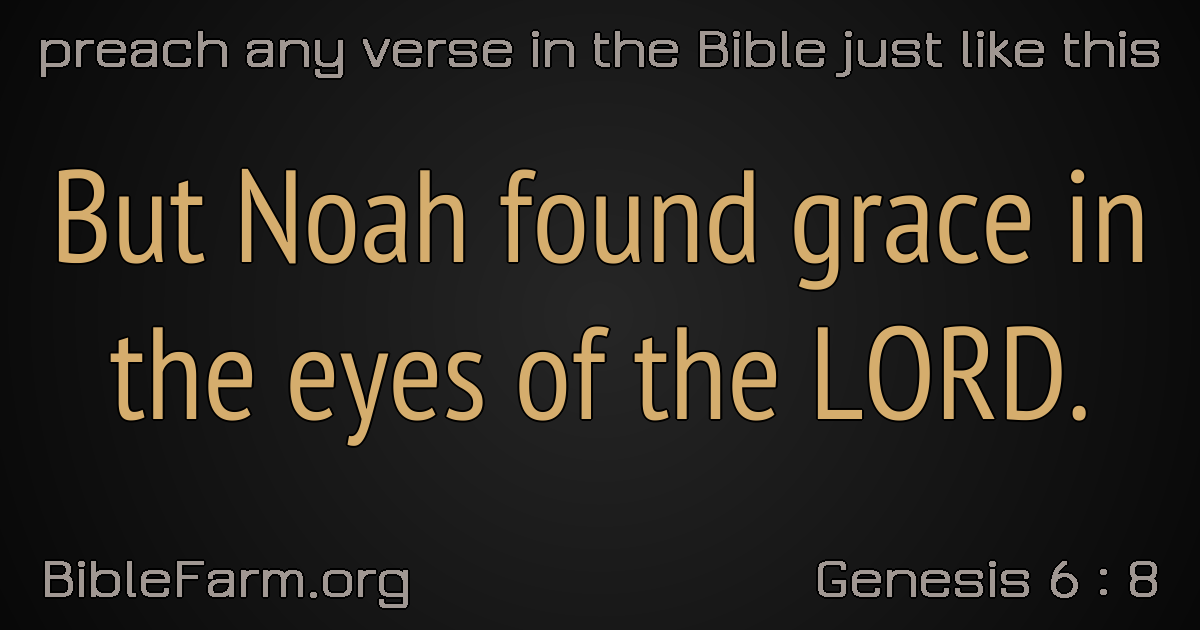 preach any verse in the Bible just like this
But Noah found grace in
the eyes of the LORD.
BibleFarm.org
Genesis 6 : 8